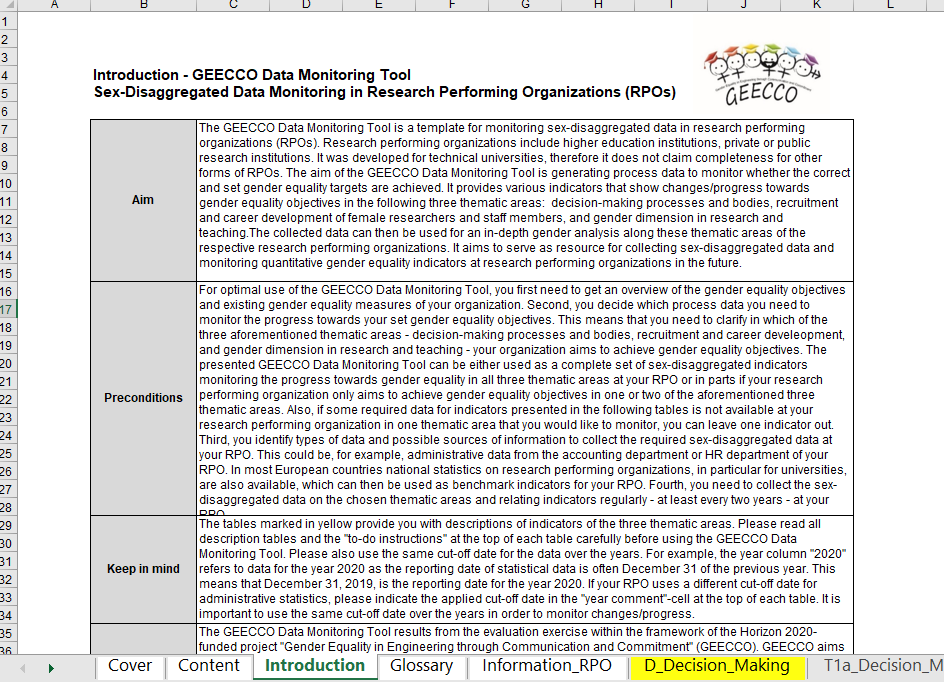 A B C D E F G H I J K L
1
2
3
4
5
6
7
8
9
10
11
12
13
14
15
16
17
18
19
20
21
22
23
24
25
26
27
28
29
30
31
32
33
34
35
36
Introduction - GEECCO Data Monitoring Tool
Sex-Disaggregated Data Monitoring in Research Performing Organizations (RPOs)
GEECCO
Aim
The GEECCO Data Monitoring Tool is a template for monitoring sex-disaggregated data in research performing
organizations (RPOs). Research performing organizations include higher education institutions, private or public
research institutions. It was developed for technical universities, therefore it does not claim completeness for other
forms of RPOs. The aim of the GEECCO Data Monitoring Tool is generating process data to monitor whether the correct
and set gender equality targets are achieved. It provides various indicators that show changes/progress towards
gender equality objectives in the following three thematic areas:  decision-making processes and bodies, recruitment
and career development of female researchers and staff members, and gender dimension in research and
teaching.The collected data can then be used for an in-depth gender analysis along these thematic areas of the
respective research performing organizations. It aims to serve as resource for collecting sex-disaggregated data and
monitoring quantitative gender equality indicators at research performing organizations in the future.
Preconditions
For optimal use of the GEECCO Data Monitoring Tool, you first need to get an overview of the gender equality objectives
and existing gender equality measures of your organization. Second, you decide which process data you need to
monitor the progress towards your set gender equality objectives. This means that you need to clarify in which of the
three aforementioned thematic areas - decision-making processes and bodies, recruitment and career develeopment,
and gender dimension in research and teaching - your organization aims to achieve gender equality objectives. The
presented GEECCO Data Monitoring Tool can be either used as a complete set of sex-disaggregated indicators
monitoring the progress towards gender equality in all three thematic areas at your RPO or in parts if your research
performing organization only aims to achieve gender equality objectives in one or two of the aforementioned three
thematic areas. Also, if some required data for indicators presented in the following tables is not available at your
research performing organization in one thematic area that you would like to monitor, you can leave one indicator out.
Third, you identify types of data and possible sources of information to collect the required sex-disaggregated data at
your RPO. This could be, for example, administrative data from the accounting department or HR department of your
RPO. In most European countries national statistics on research performing organizations, in particular for universities,
are also available, which can then be used as benchmark indicators for your RPO. Fourth, you need to collect the sex-
disaggregated data on the chosen thematic areas and relating indicators regularly - at least every two years - at your
RPO
Keep in mind
The tables marked in yellow provide you with descriptions of indicators of the three thematic areas. Please read all
description tables and the "to-do instructions" at the top of each table carefully before using the GEECCO Data
Monitoring Tool. Please also use the same cut-off date for the data over the years. For example, the year column "2020"
refers to data for the year 2020 as the reporting date of statistical data is often December 31 of the previous year. This
means that December 31, 2019, is the reporting date for the year 2020. If your RPO uses a different cut-off date for
administrative statistics, please indicate the applied cut-off date in the "year comment"-cell at the top of each table. It is
important to use the same cut-off date over the years in order to monitor changes/progress.
The GEECCO Data Monitoring Tool results from the evaluation exercise within the framework of the Horizon 2020-
funded project "Gender Equality in Engineering through Communication and Commitment" (GEECCO). GEECCO aims
Cover Content Introduction Glossary Information_RPO D_Decision_Making T1a_Decision_M